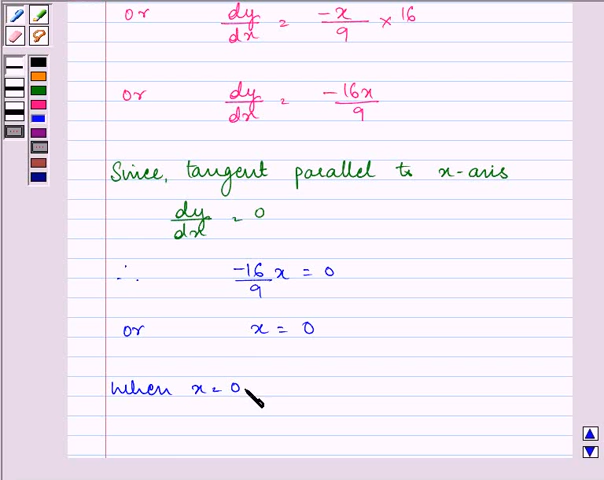 or dy/dx = -x/9 × 16
or dy/dx = -16x/9
Since, tangent parallel to x-axis
dy/dx = 0
∴ -16/9 x = 0
or x = 0
When x = 0